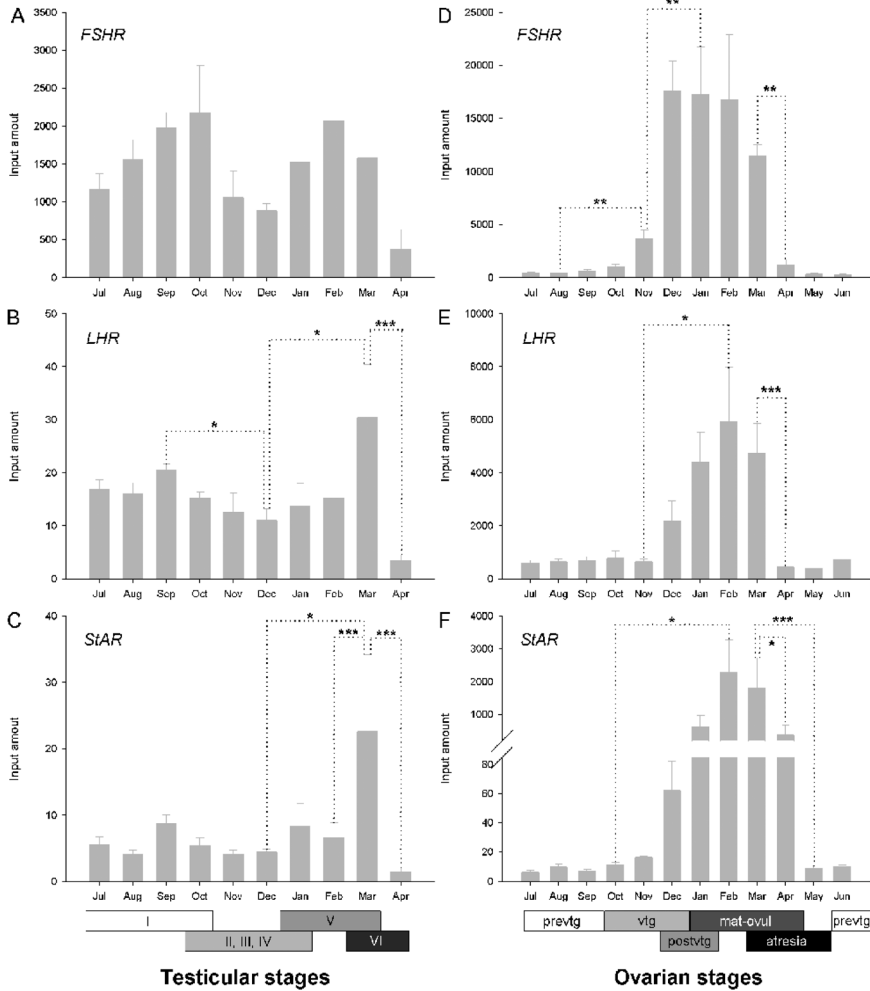 A
FSHR
Input amout
3500
3000
2500
2000
1500
1000
500
0
Jul Aug Sep Oct Nov Dec Jan Feb Mar Apr
B
LHR
Input amount
50
40
30
20
10
0
*
*
***
Jul Aug Sep Oct Nov Dec Jan Feb Mar Apr
C
StAR
Input amout
40
30
20
10
0
*
***
***
Jul Aug Sep Oct Nov Dec Jan Feb Mar Apr
I
V
II, III, IV
VI
Testicular stages
D
FSHR
Input amount
25000
20000
15000
10000
5000
0
**
**
**
Jul Aug Sep Oct Nov Dec Jan Feb Mar Apr May Jun
E
LHR
Input amount
10000
8000
6000
4000
2000
0
*
***
Jul Aug Sep Oct Nov Dec Jan Feb Mar Apr May Jun
F
StAR
Input amount
4000
3000
2000
1000
80
60
40
20
0
*
***
*
Jul Aug Sep Oct Nov Dec Jan Feb Mar Apr May Jun
prevtg vtg mat-ovul prevtg
postvtg atresia
Ovarian stages